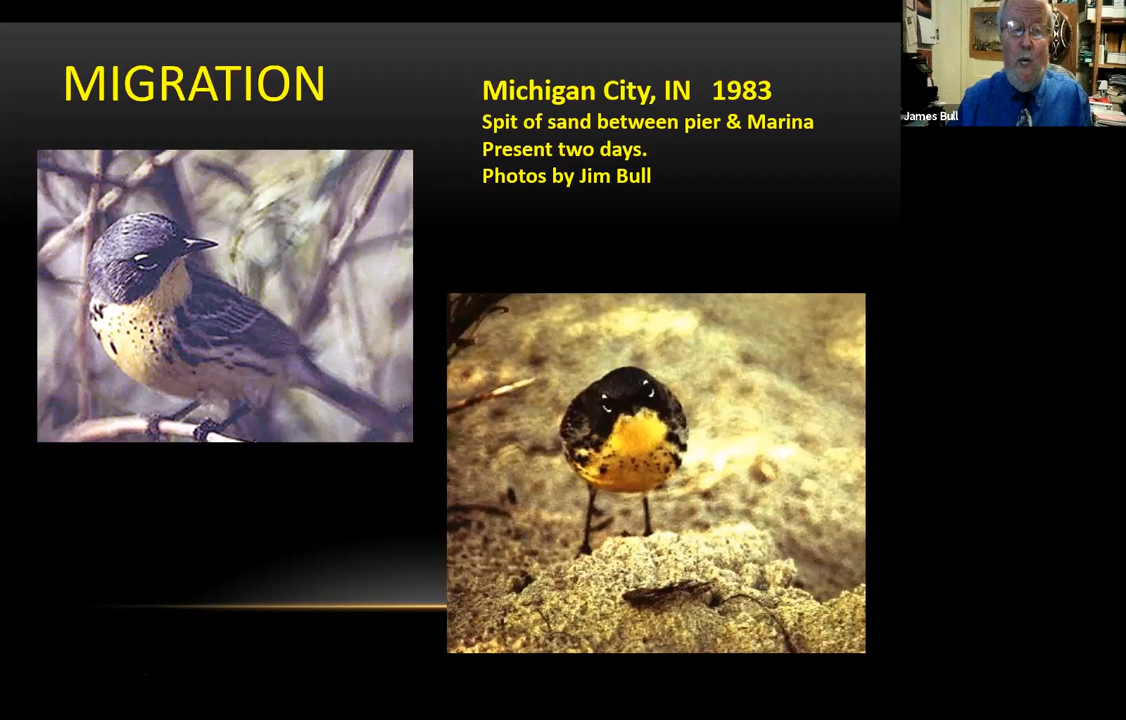 MIGRATION
Michigan City, IN 1983
Spit of sand between pier & Marina
Present two days.
Photos by Jim Bull
James Bull